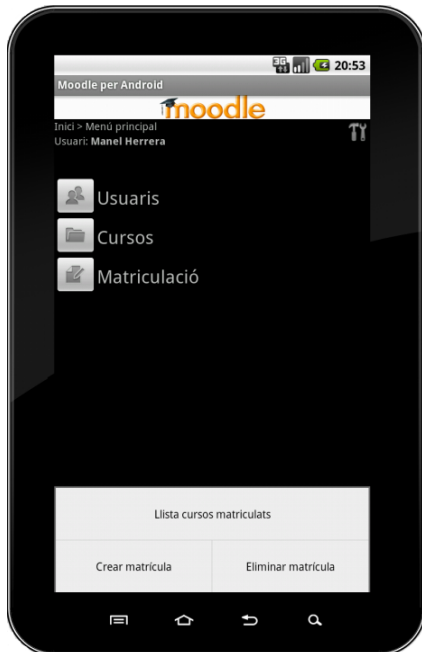 3G 20:53
Moodle per Android
moodle
Inici > Menú principal
Usuari: Manel Herrera
Usuaris
Cursos
Matriculació
Llista cursos matriculats
Crear matrícula Eliminar matrícula